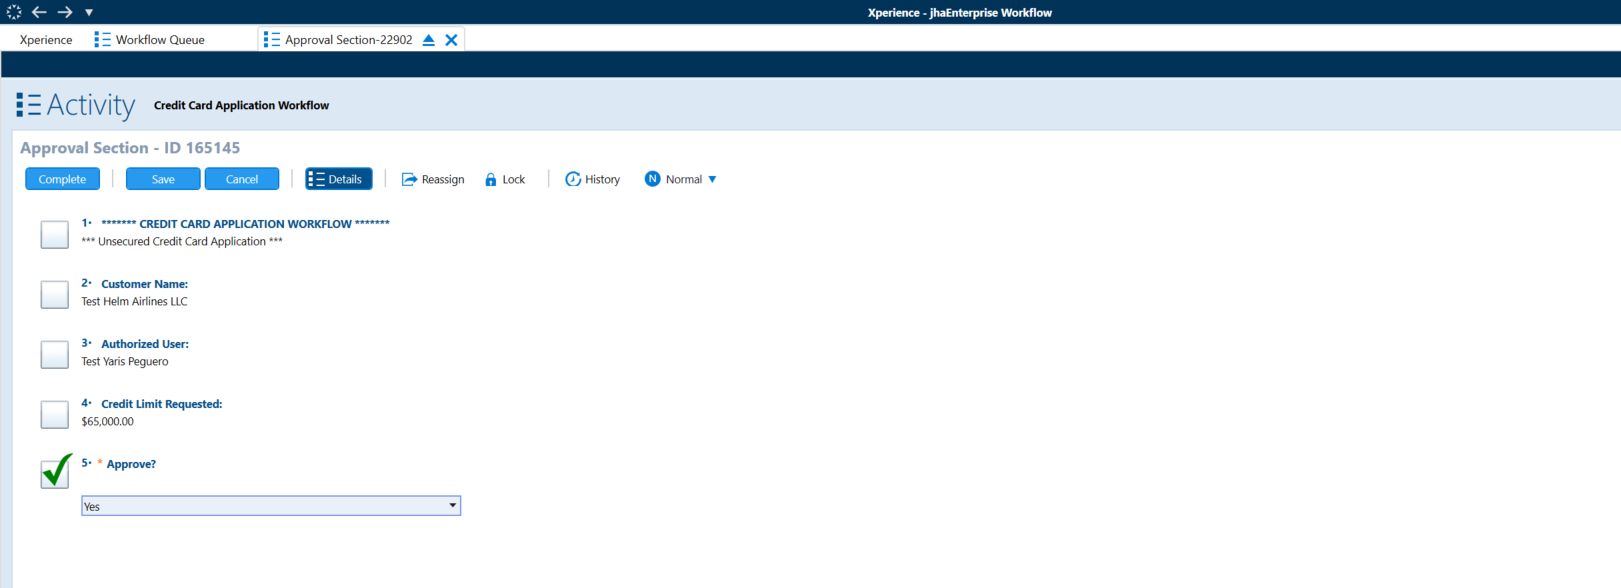 Xperience - jhaEnterprise Workflow
Xperience Workflow Queue Approval Section-22902
Activity Credit Card Application Workflow
Approval Section - ID 165145
Complete Save Cancel Details Reassign Lock History N Normal
1· ******* CREDIT CARD APPLICATION WORKFLOW *******
*** Unsecured Credit Card Application ***
2· Customer Name:
Test Helm Airlines LLC
3· Authorized User:
Test Yaris Peguero
4· Credit Limit Requested:
$65,000.00
5· * Approve?
Yes